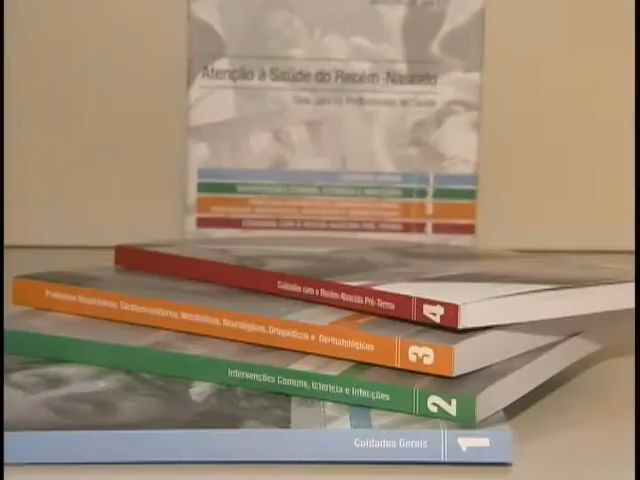 Atenção à Saúde do Recém-Nascido
Guia para os Profissionais de Saúde
Cuidados com o Recém-Nascido Pré-Termo
4
Problemas Respiratórios, Cardiocirculatórios, Metabólicos, Neurológicos, Ortopédicos e Dermatológicos
3
Intervenções Comuns, Icterícia e Infecções
2
Cuidados Gerais
1